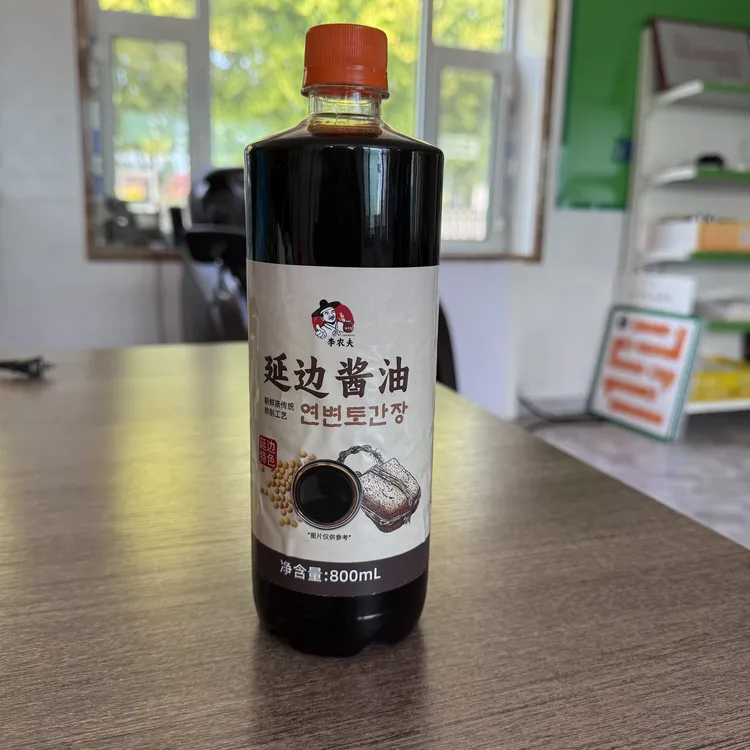 李农夫
延边酱油
朝鲜族传统
酿制工艺
연변토간장
延边
特色
*图片仅供参考*
净含量:800mL